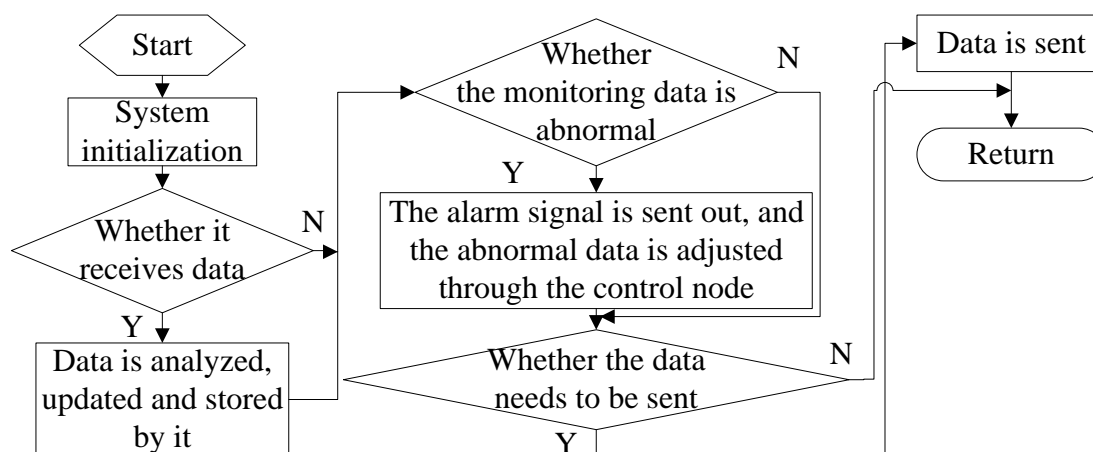 Start
System
initialization
Whether it
receives data
N
Y
Data is analyzed,
updated and stored
by it
Whether
the monitoring data is
abnormal
N
Y
The alarm signal is sent out, and
the abnormal data is adjusted
through the control node
Whether the data
needs to be sent
N
Y
Data is sent
Return